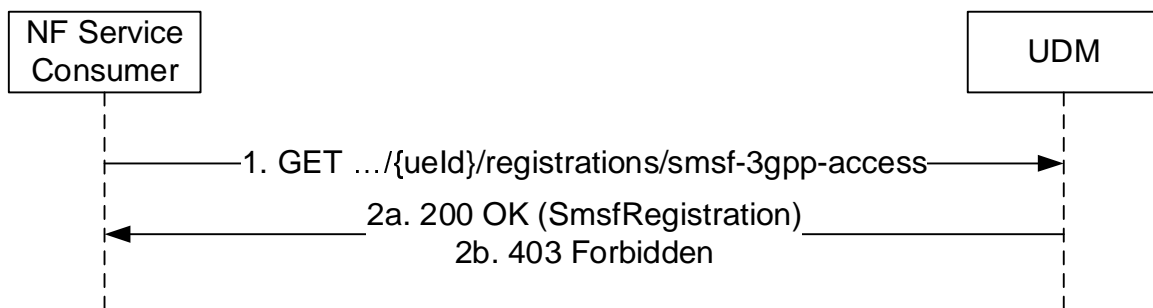 NF Service
Consumer
UDM
1. GET …/{ueId}/registrations/smsf-3gpp-access
2a. 200 OK (SmsfRegistration)
2b. 403 Forbidden